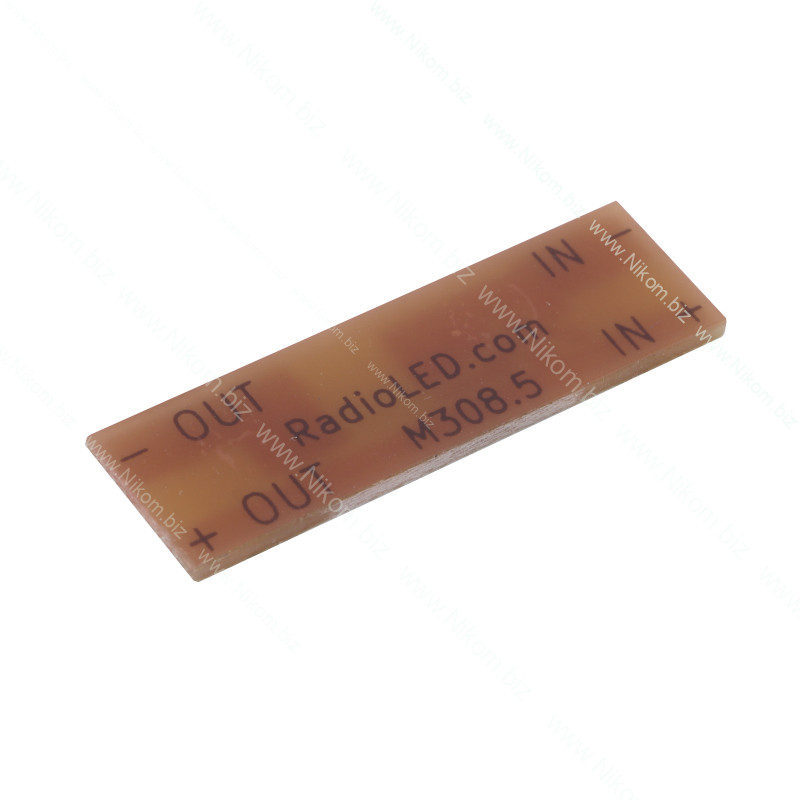 - OUT
RadioLED.com
IN -
+ OUT
M308.5
IN +
www.Nikom.biz